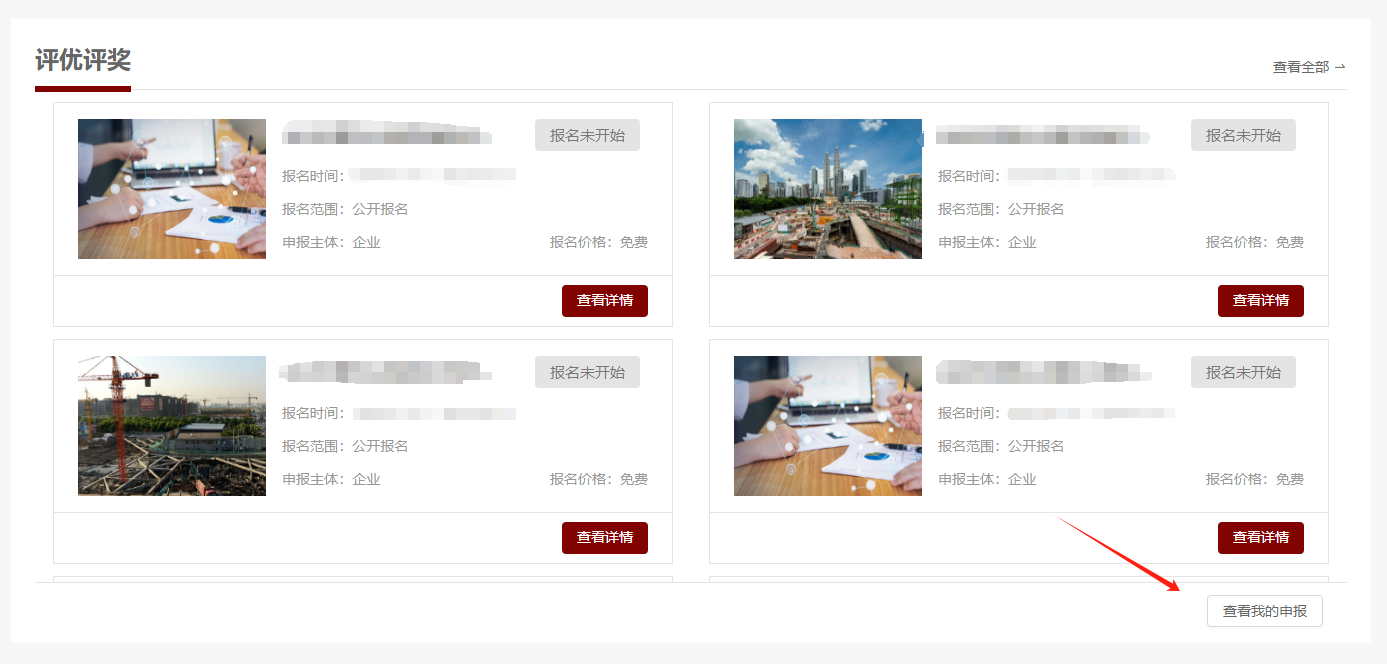 评优评奖
查看全部 →
报名未开始
报名时间：
报名范围：公开报名
申报主体：企业
报名价格：免费
查看详情
报名未开始
报名时间：
报名范围：公开报名
申报主体：企业
报名价格：免费
查看详情
报名未开始
报名时间：
报名范围：公开报名
申报主体：企业
报名价格：免费
查看详情
报名未开始
报名时间：
报名范围：公开报名
申报主体：企业
报名价格：免费
查看详情
查看我的申报